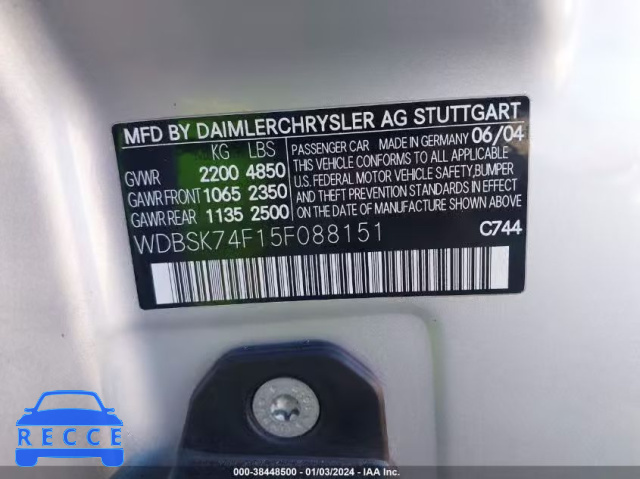 MFD BY DAIMLERCHRYSLER AG STUTTGART
KG LBS
GVWR 2200 4850
GAWR FRONT 1065 2350
GAWR REAR 1135 2500
PASSENGER CAR MADE IN GERMANY 06/04
THIS VEHICLE CONFORMS TO ALL APPLICABLE
U.S. FEDERAL MOTOR VEHICLE SAFETY, BUMPER
AND THEFT PREVENTION STANDARDS IN EFFECT
ON THE DATE OF MANUFACTURE SHOWN ABOVE.
WDBSK74F15F088151
C744
RECCE
000-38448500 - 01/03/2024 - IAA Inc.